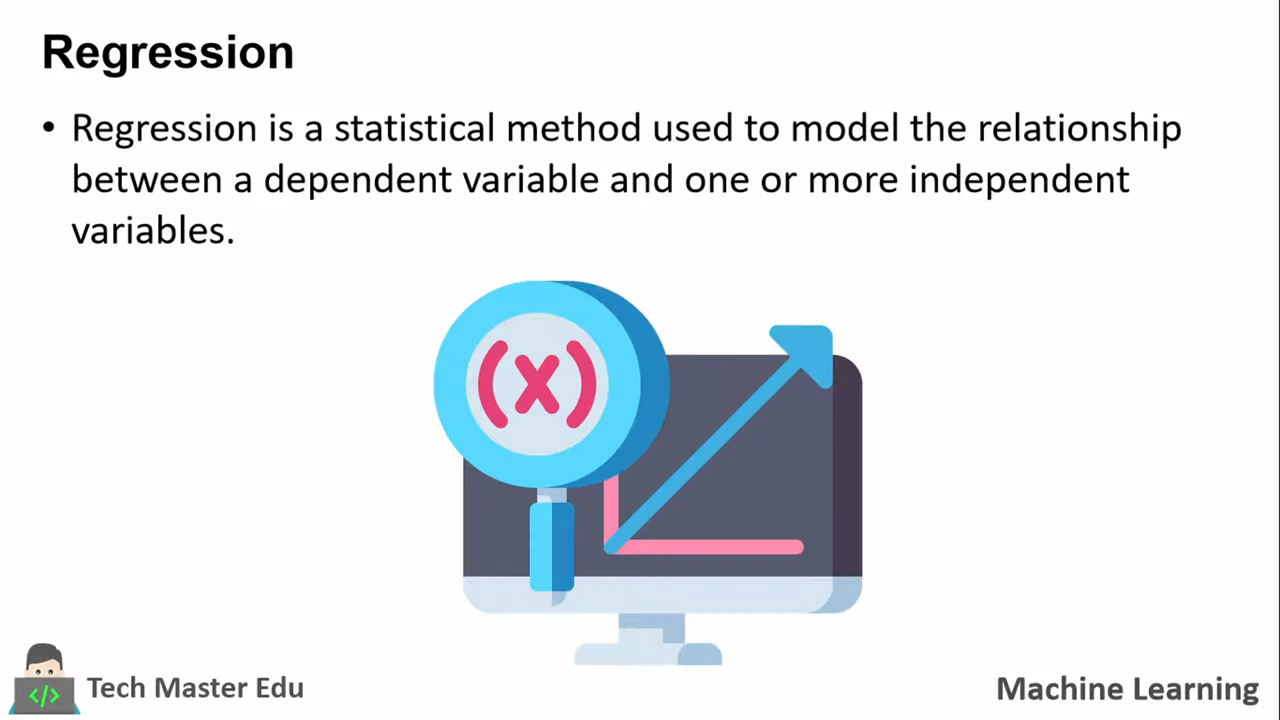 Regression
• Regression is a statistical method used to model the relationship
between a dependent variable and one or more independent
variables.
(x)
</>
Tech Master Edu
Machine Learning